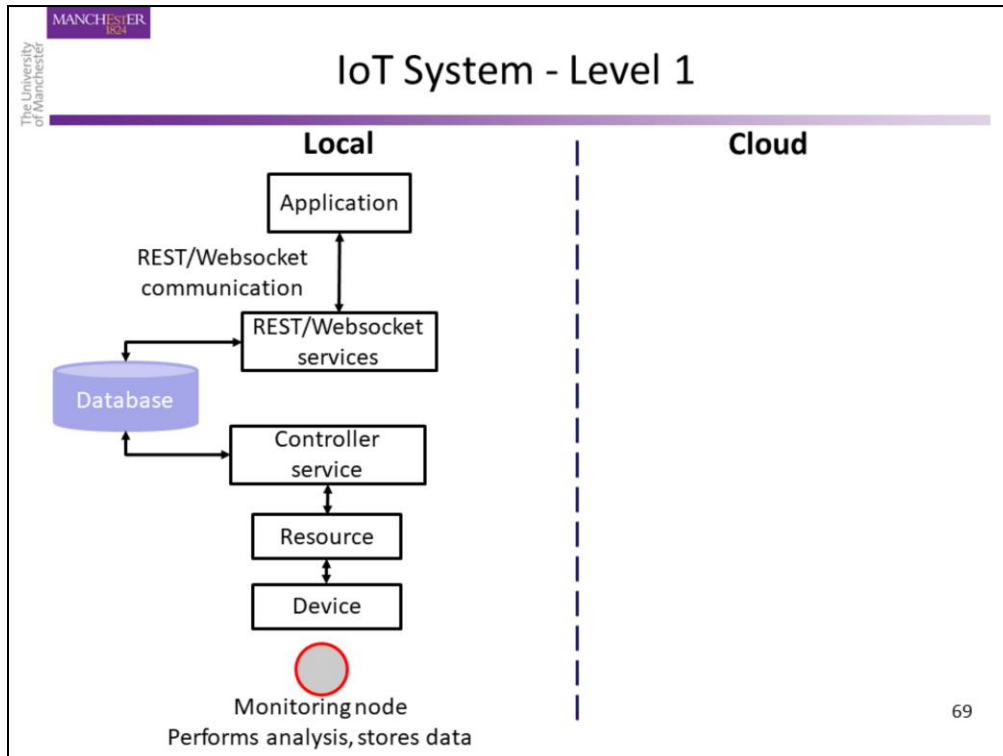 MANCHESTER
1824
The University
of Manchester
IoT System - Level 1
Local
Cloud
Application
REST/Websocket
communication
REST/Websocket
services
Database
Controller
service
Resource
Device
Monitoring node
Performs analysis, stores data
69